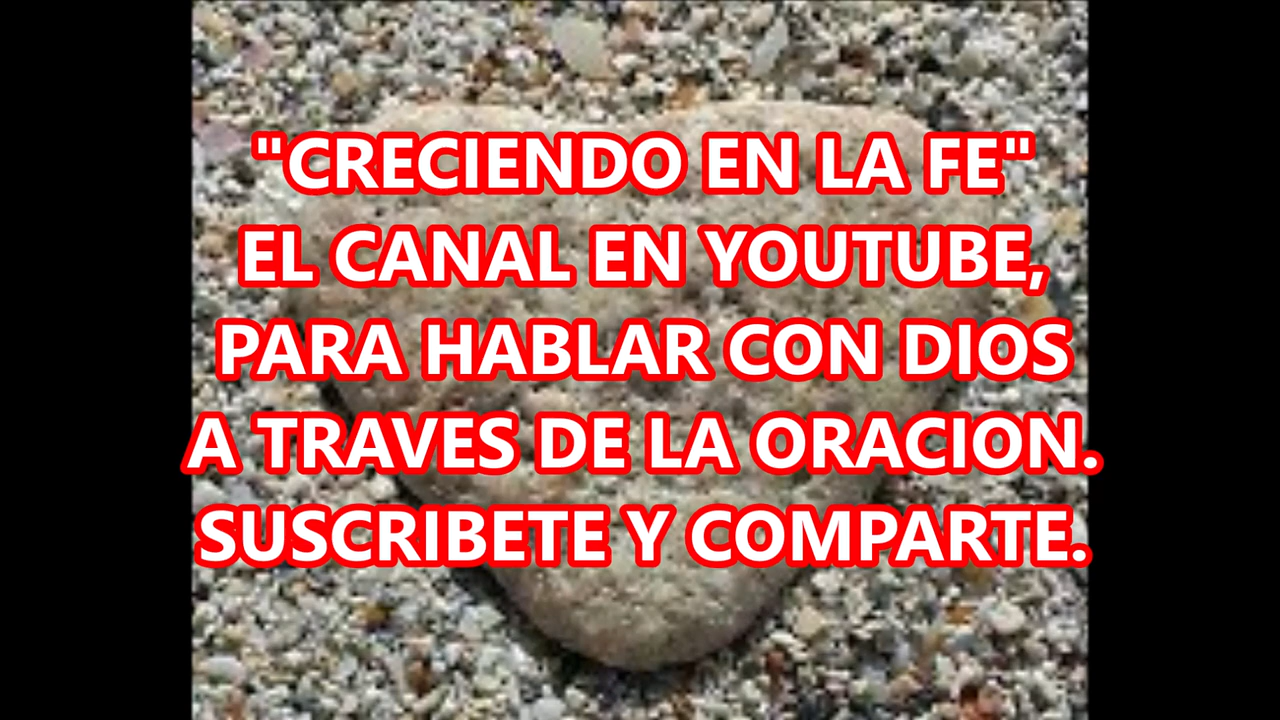 "CRECIENDO EN LA FE"
EL CANAL EN YOUTUBE,
PARA HABLAR CON DIOS
A TRAVES DE LA ORACION.
SUSCRIBETE Y COMPARTE.